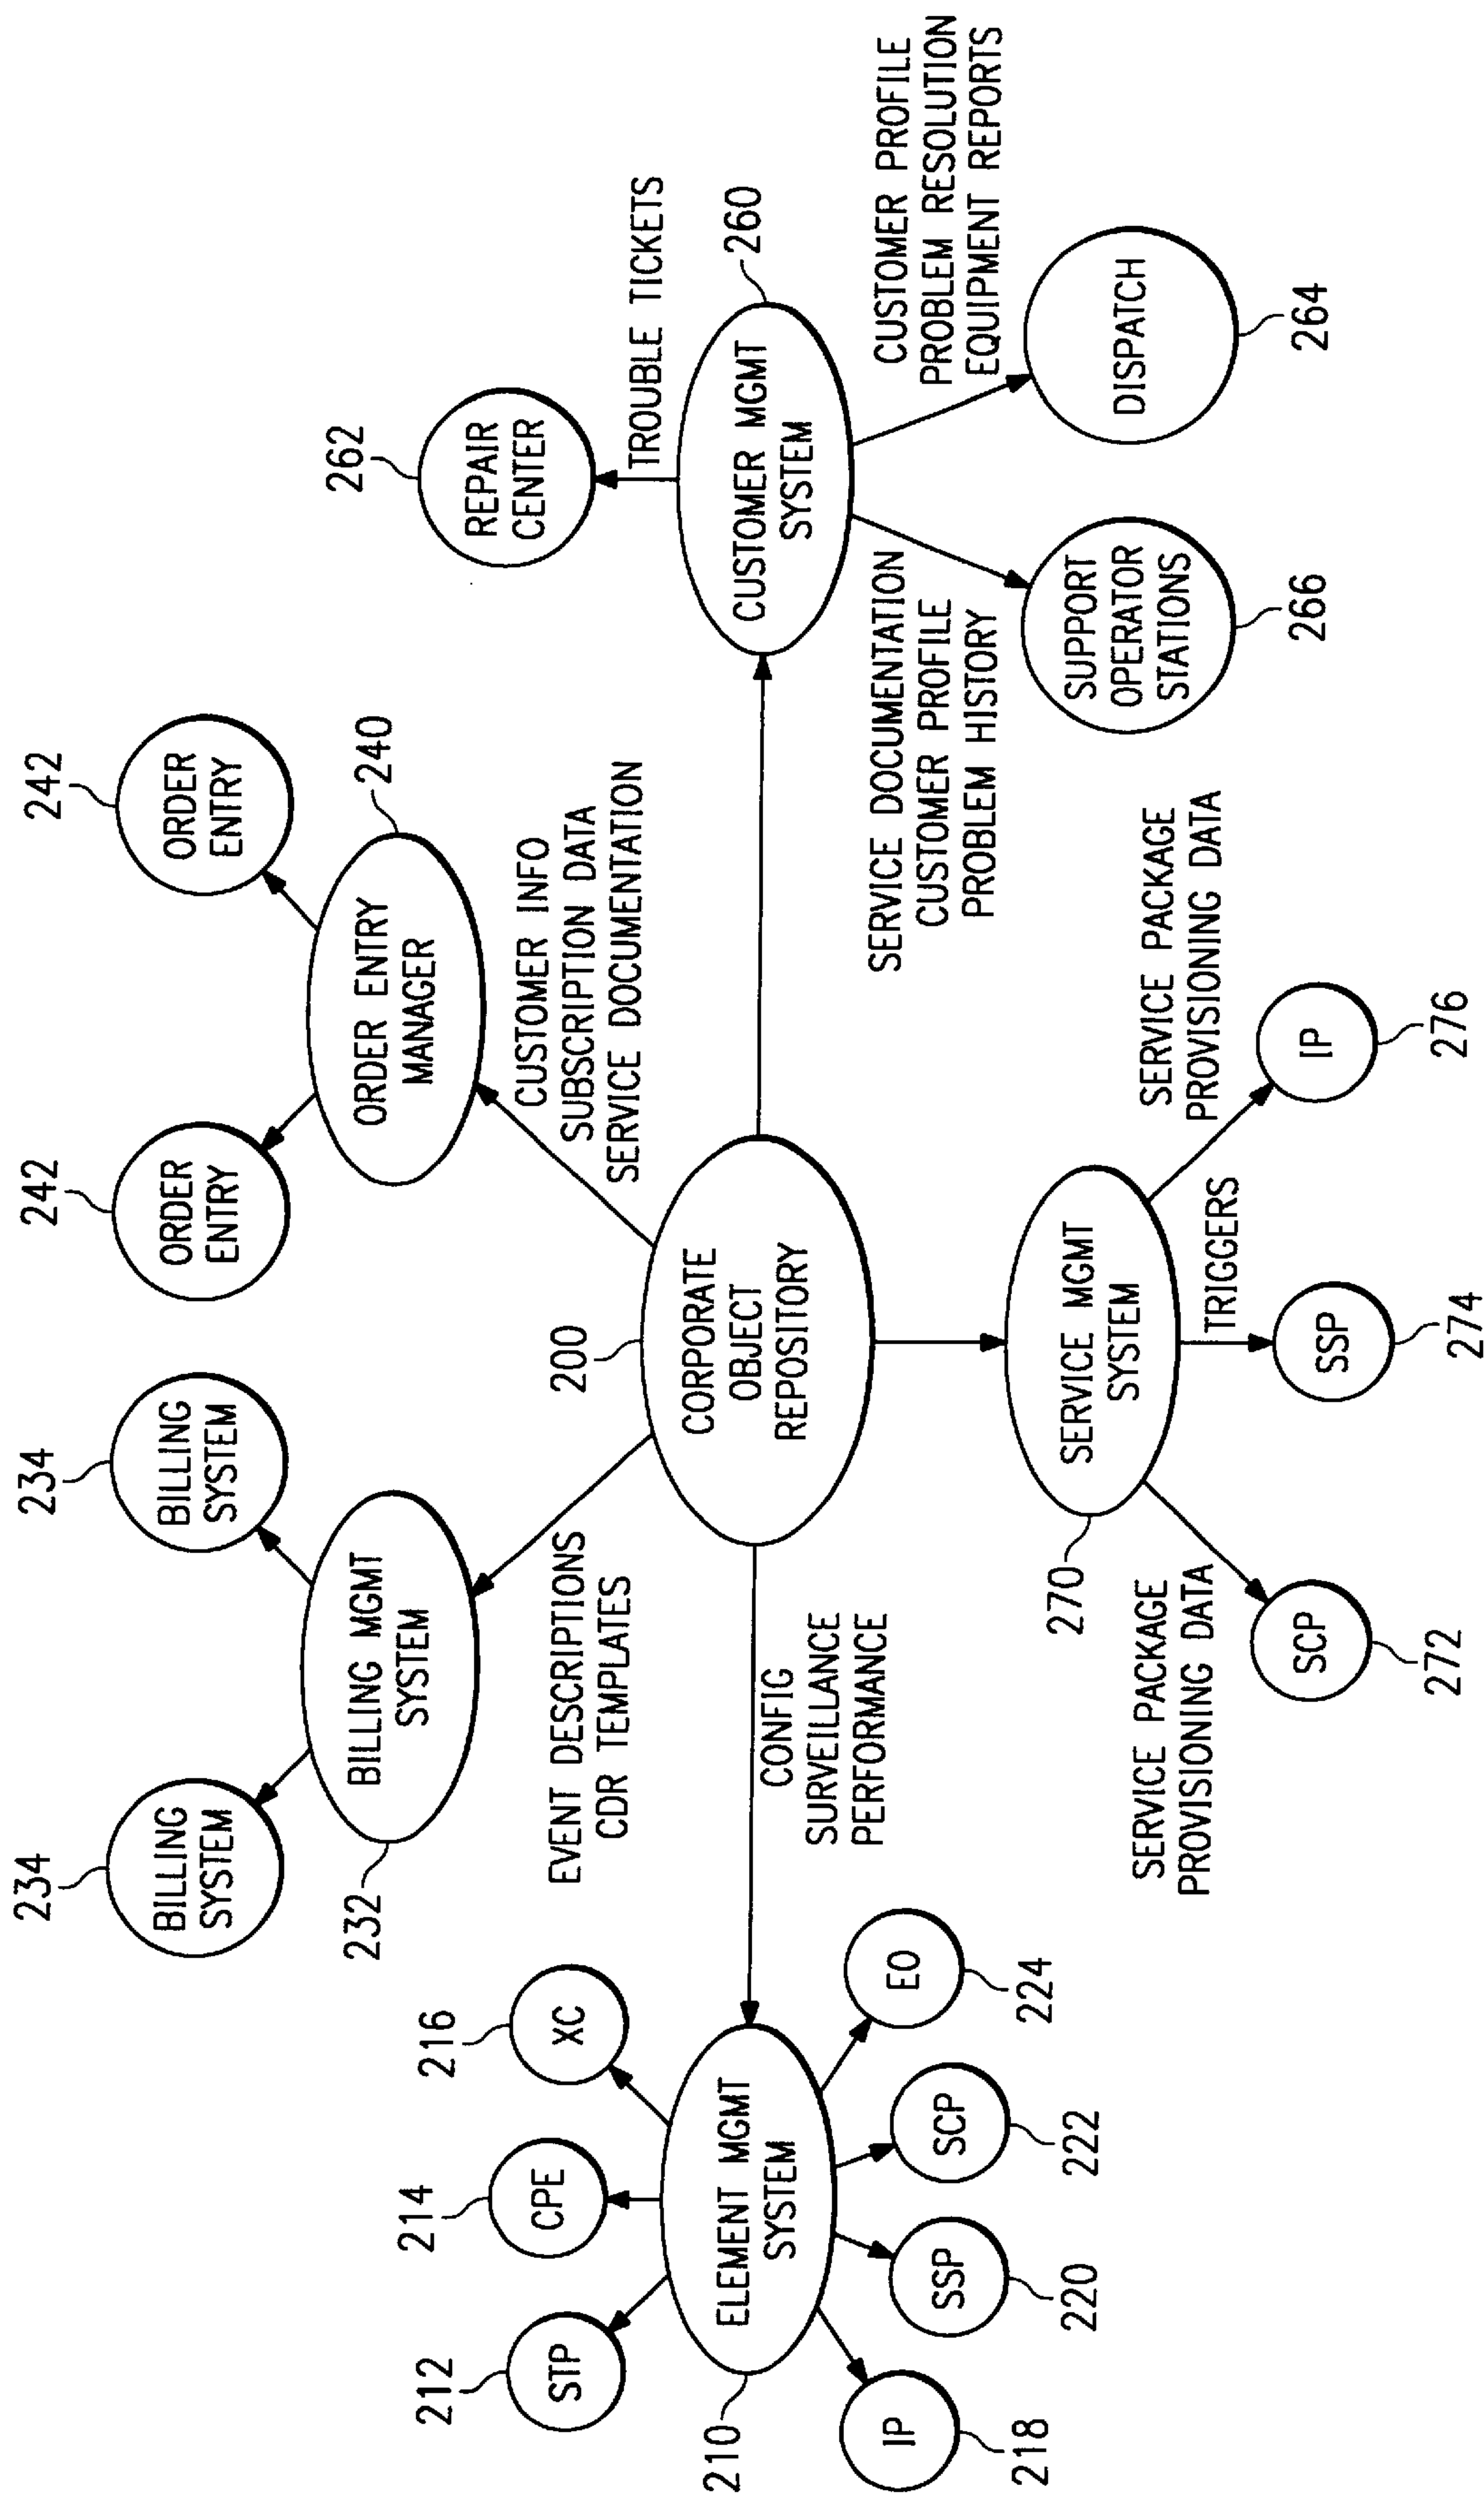 234
BILLING
SYSTEM
234
BILLING
SYSTEM
242
ORDER
ENTRY
242
ORDER
ENTRY
232
BILLING MGMT
SYSTEM
ORDER ENTRY
MANAGER
240
262
REPAIR
CENTER
TROUBLE TICKETS
EVENT DESCRIPTIONS
CDR TEMPLATES
CUSTOMER INFO
SUBSCRIPTION DATA
SERVICE DOCUMENTATION
212
STP
214
CPE
216
XC
210
ELEMENT MGMT
SYSTEM
CONFIG
SURVEILLANCE
PERFORMANCE
200
CORPORATE
OBJECT
REPOSITORY
CUSTOMER MGMT
SYSTEM
260
IP
218
SSP
220
SCP
222
EO
224
SERVICE DOCUMENTATION
CUSTOMER PROFILE
PROBLEM HISTORY
CUSTOMER PROFILE
PROBLEM RESOLUTION
EQUIPMENT REPORTS
270
SERVICE MGMT
SYSTEM
SUPPORT
OPERATOR
STATIONS
266
DISPATCH
264
SERVICE PACKAGE
PROVISIONING DATA
TRIGGERS
SERVICE PACKAGE
PROVISIONING DATA
SCP
272
SSP
274
IP
276